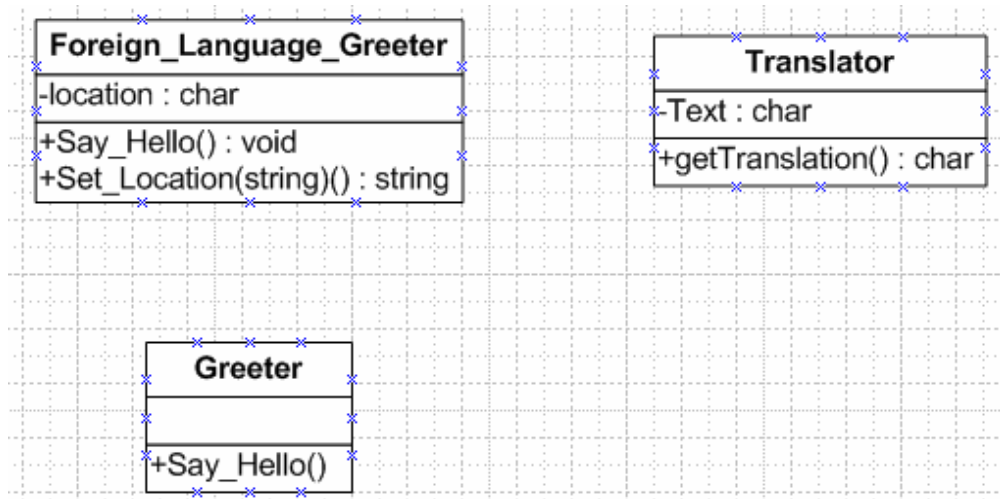 Foreign_Language_Greeter
-location : char
+Say_Hello() : void
+Set_Location(string)() : string
Translator
-Text : char
+getTranslation() : char
Greeter
+Say_Hello()